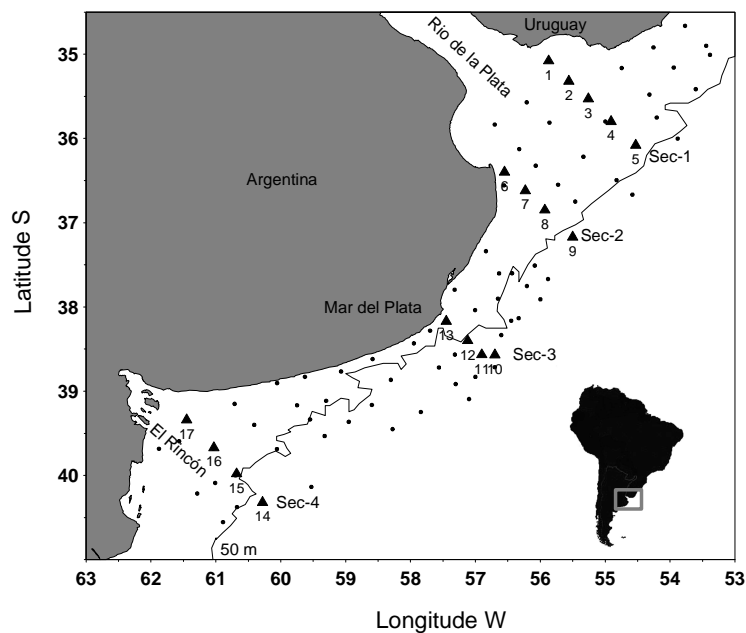 Uruguay
Rio de la Plata
35
1
2
3
4
36
5 Sec-1
Argentina
6
7
8
37
9 Sec-2
Latitude S
Mar del Plata
38
13
12
11 10 Sec-3
39
17
El Rincón
16
40
15
14 Sec-4
50 m
63 62 61 60 59 58 57 56 55 54 53
Longitude W